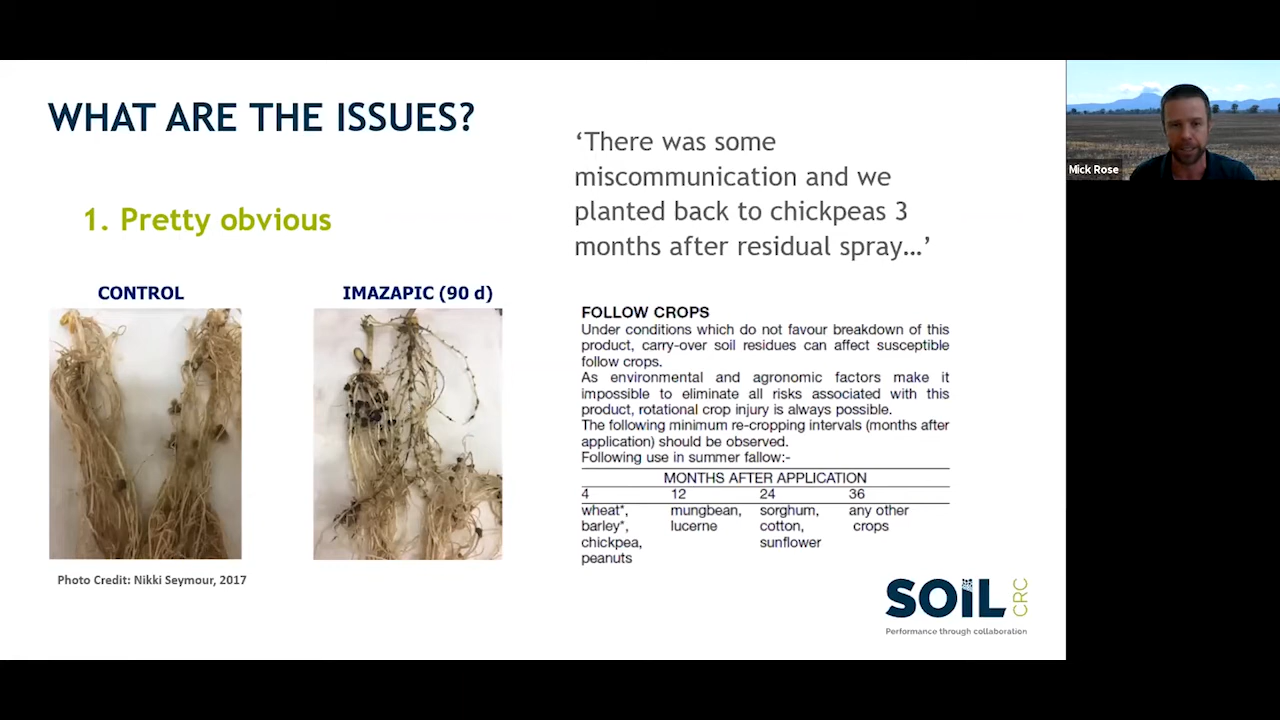 WHAT ARE THE ISSUES?
1. Pretty obvious
CONTROL
IMAZAPIC (90 d)
Photo Credit: Nikki Seymour, 2017
‘There was some
miscommunication and we
planted back to chickpeas 3
months after residual spray…’
FOLLOW CROPS
Under conditions which do not favour breakdown of this
product, carry-over soil residues can affect susceptible
follow crops.
As environmental and agronomic factors make it
impossible to eliminate all risks associated with this
product, rotational crop injury is always possible.
The following minimum re-cropping intervals (months after
application) should be observed.
Following use in summer fallow:-
MONTHS AFTER APPLICATION
4 12 24 36
wheat*, mungbean, sorghum, any other
barley*, lucerne cotton, crops
chickpea, sunflower
peanuts
SOIL CRC
Performance through collaboration
Mick Rose